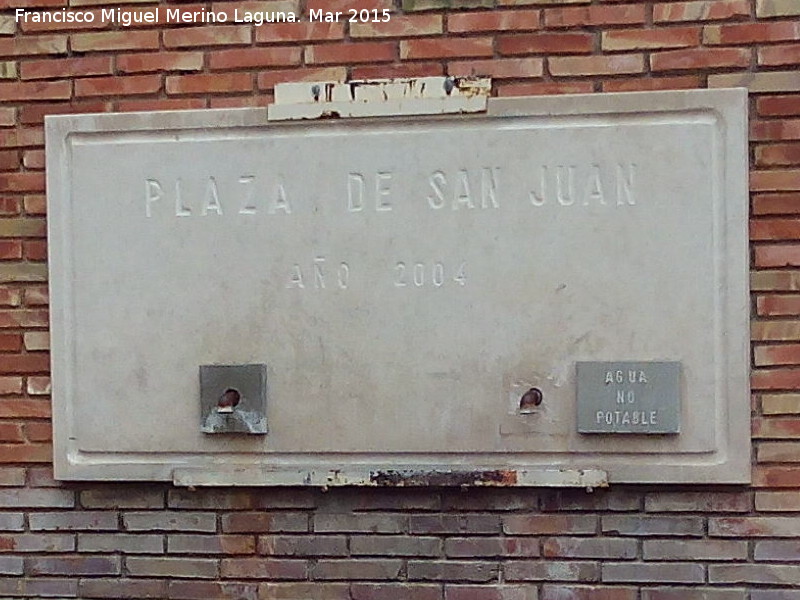 Francisco Miguel Merino Laguna. Mar 2015
PLAZA DE SAN JUAN
AÑO 2004
AGUA
NO
POTABLE